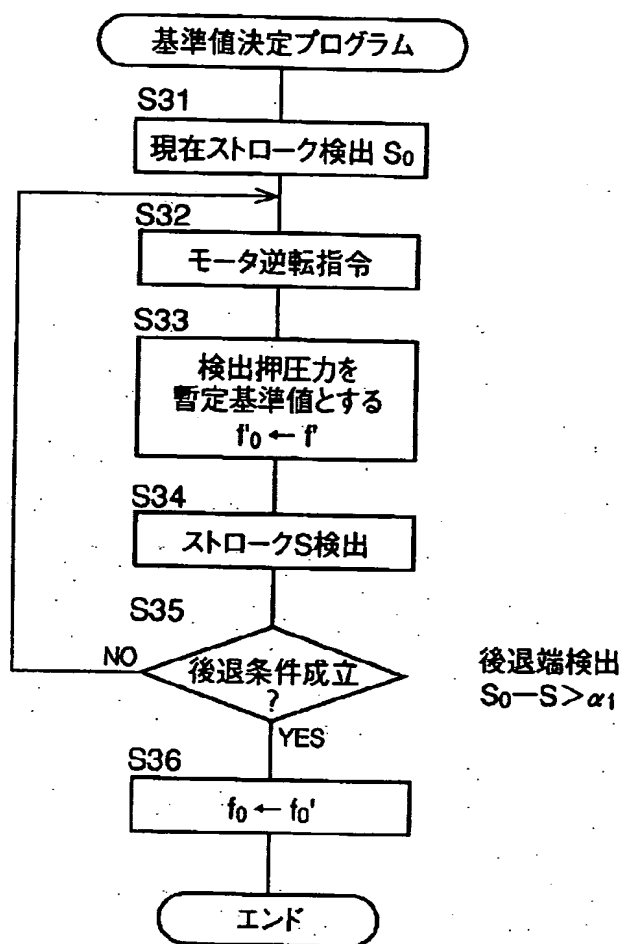 基準値決定プログラム
S31
現在ストローク検出 S₀
S32
モータ逆転指令
S33
検出押圧力を
暫定基準値とする
f'₀ ← f'
S34
ストロークS検出
S35
NO
後退条件成立
?
後退端検出
S₀−S>α₁
YES
S36
f₀ ← f₀'
エンド